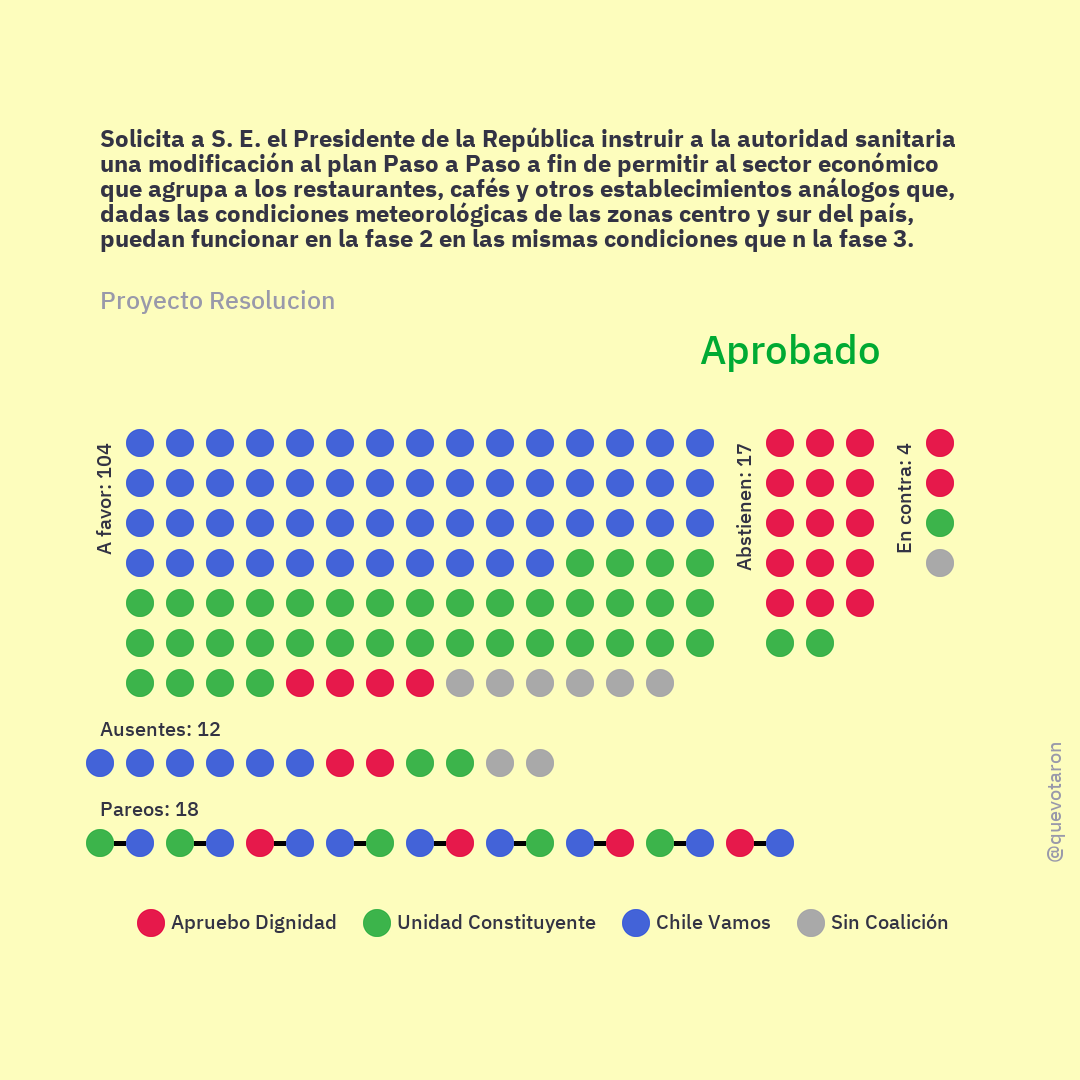 Solicita a S. E. el Presidente de la República instruir a la autoridad sanitaria
una modificación al plan Paso a Paso a fin de permitir al sector económico
que agrupa a los restaurantes, cafés y otros establecimientos análogos que,
dadas las condiciones meteorológicas de las zonas centro y sur del país,
puedan funcionar en la fase 2 en las mismas condiciones que n la fase 3.
Proyecto Resolucion
Aprobado
A favor: 104
Abstienen: 17
En contra: 4
Ausentes: 12
Pareos: 18
@quevotaron
Apruebo Dignidad
Unidad Constituyente
Chile Vamos
Sin Coalición